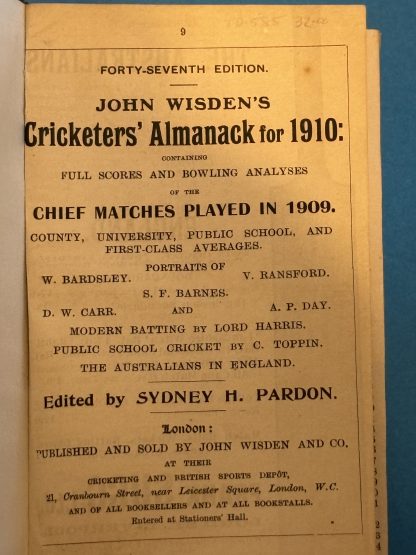 9
FORTY-SEVENTH EDITION.
JOHN WISDEN'S
Cricketers' Almanack for 1910:
CONTAINING
FULL SCORES AND BOWLING ANALYSES
OF THE
CHIEF MATCHES PLAYED IN 1909.
COUNTY, UNIVERSITY, PUBLIC SCHOOL, AND
FIRST-CLASS AVERAGES.
PORTRAITS OF
W. BARDSLEY. V. RANSFORD.
S. F. BARNES.
D. W. CARR. AND A. P. DAY.
MODERN BATTING BY LORD HARRIS.
PUBLIC SCHOOL CRICKET BY C. TOPPIN.
THE AUSTRALIANS IN ENGLAND.
Edited by SYDNEY H. PARDON.
London:
PUBLISHED AND SOLD BY JOHN WISDEN AND CO.
AT THEIR
CRICKETING AND BRITISH SPORTS DEPÔT,
21, Cranbourn Street, near Leicester Square, London, W.C.
AND OF ALL BOOKSELLERS AND AT ALL BOOKSTALLS.
Entered at Stationers' Hall.